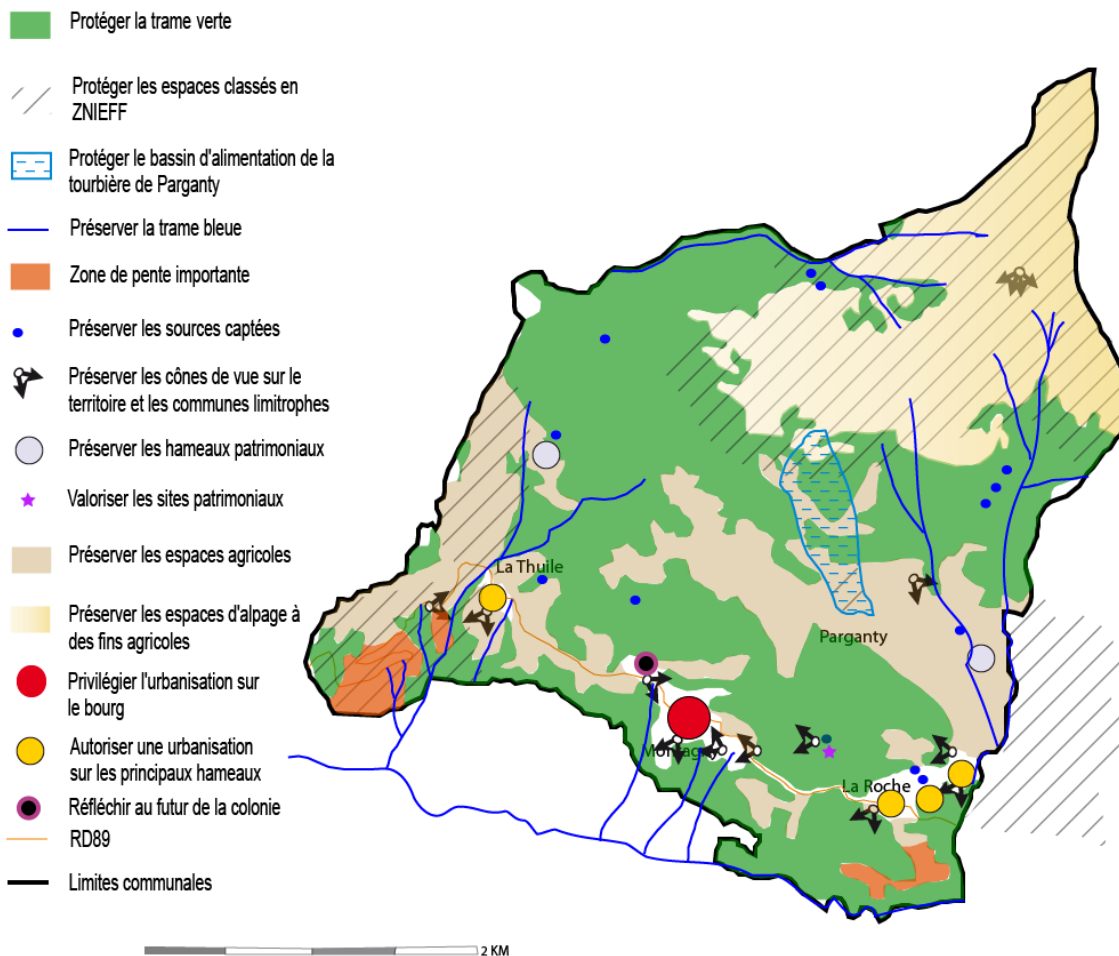 Protéger la trame verte
Protéger les espaces classés en
ZNIEFF
Protéger le bassin d'alimentation de la
tourbière de Parganty
Préserver la trame bleue
Zone de pente importante
Préserver les sources captées
Préserver les cônes de vue sur le
territoire et les communes limitrophes
Préserver les hameaux patrimoniaux
Valoriser les sites patrimoniaux
Préserver les espaces agricoles
Préserver les espaces d'alpage à
des fins agricoles
Privilégier l'urbanisation sur
le bourg
Autoriser une urbanisation
sur les principaux hameaux
Réfléchir au futur de la colonie
RD89
Limites communales
La Thuile
Parganty
La Roche
2 KM